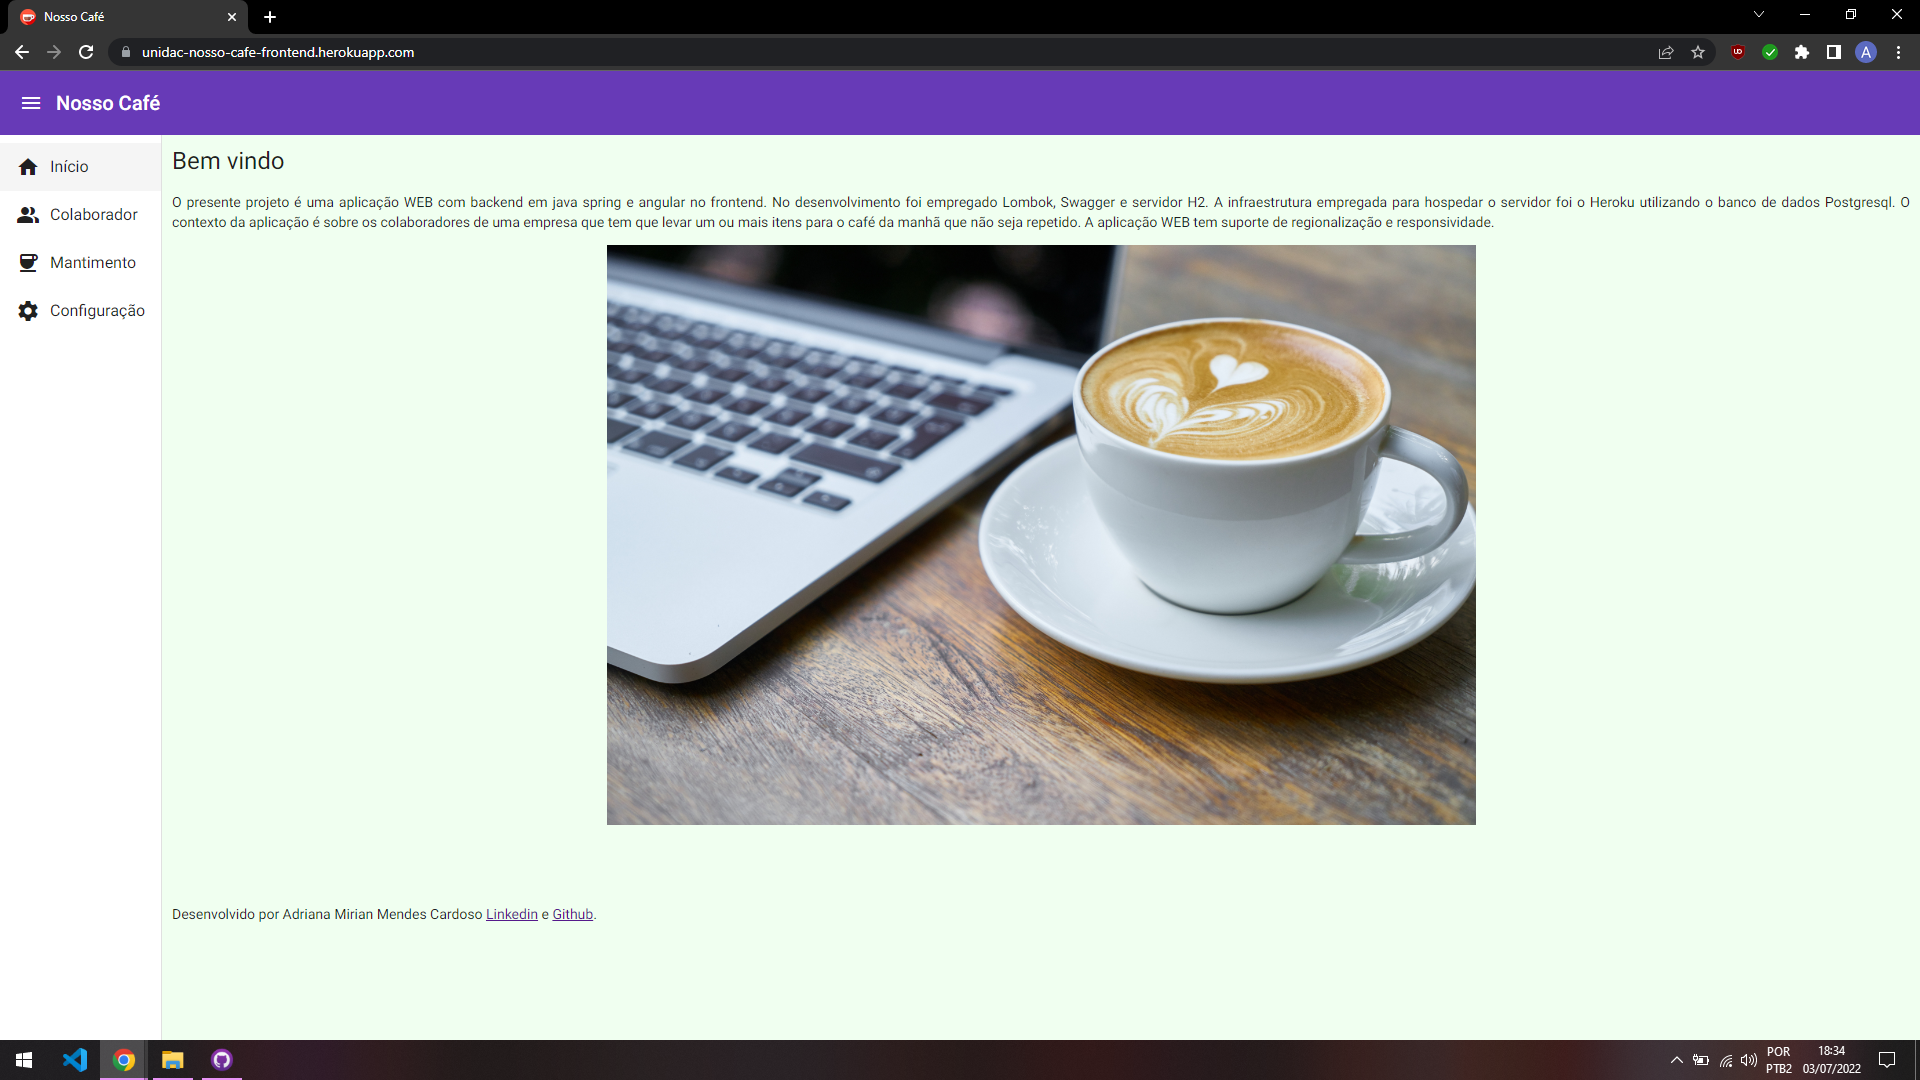 Nosso Café
unidac-nosso-cafe-frontend.herokuapp.com
A
Nosso Café
Início
Colaborador
Mantimento
Configuração
Bem vindo
O presente projeto é uma aplicação WEB com backend em java spring e angular no frontend. No desenvolvimento foi empregado Lombok, Swagger e servidor H2. A infraestrutura empregada para hospedar o servidor foi o Heroku utilizando o banco de dados Postgresql. O
contexto da aplicação é sobre os colaboradores de uma empresa que tem que levar um ou mais itens para o café da manhã que não seja repetido. A aplicação WEB tem suporte de regionalização e responsividade.
Desenvolvido por Adriana Mirian Mendes Cardoso Linkedin e Github.
POR
PTB2
18:34
03/07/2022